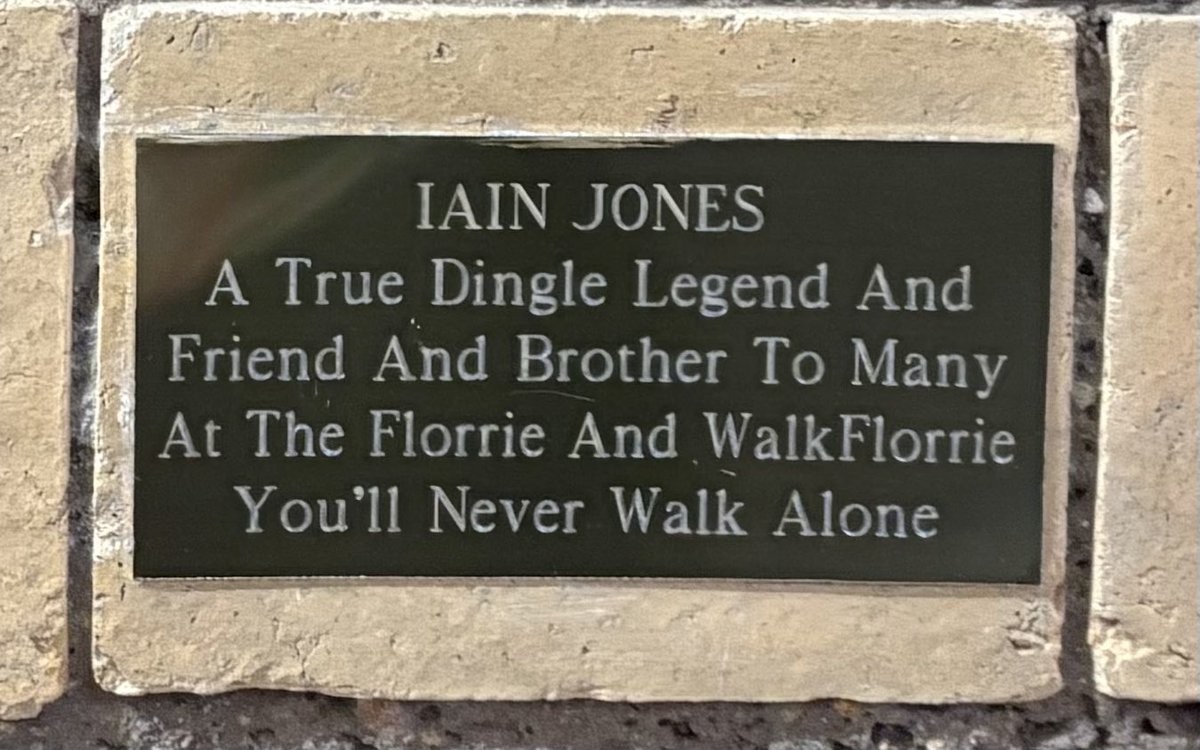 IAIN JONES
A True Dingle Legend And
Friend And Brother To Many
At The Florrie And WalkFlorrie
You'll Never Walk Alone